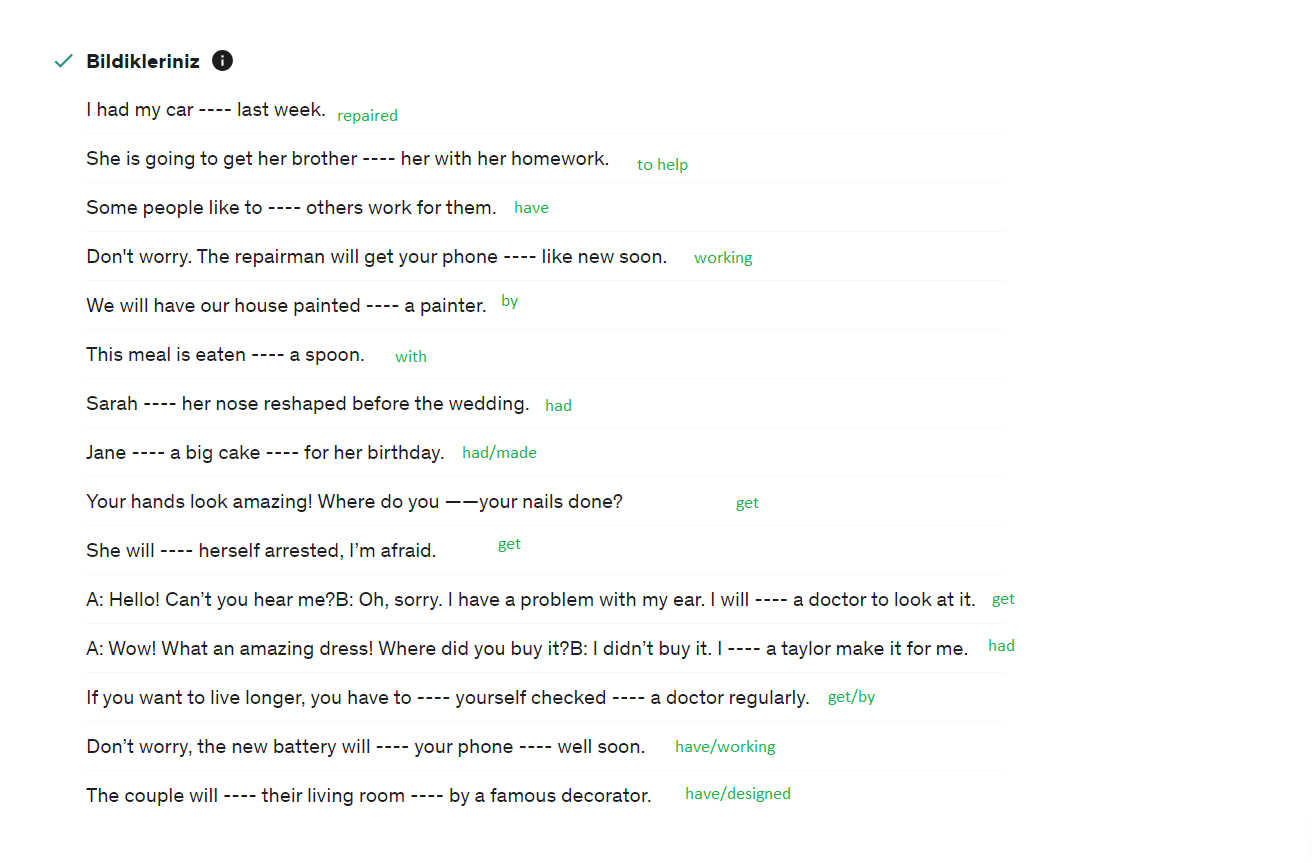 Bildikleriniz
I had my car ---- last week. repaired
She is going to get her brother ---- her with her homework. to help
Some people like to ---- others work for them. have
Don't worry. The repairman will get your phone ---- like new soon. working
We will have our house painted ---- a painter. by
This meal is eaten ---- a spoon. with
Sarah ---- her nose reshaped before the wedding. had
Jane ---- a big cake ---- for her birthday. had/made
Your hands look amazing! Where do you ——your nails done? get
She will ---- herself arrested, I’m afraid. get
A: Hello! Can’t you hear me?B: Oh, sorry. I have a problem with my ear. I will ---- a doctor to look at it. get
A: Wow! What an amazing dress! Where did you buy it?B: I didn’t buy it. I ---- a taylor make it for me. had
If you want to live longer, you have to ---- yourself checked ---- a doctor regularly. get/by
Don’t worry, the new battery will ---- your phone ---- well soon. have/working
The couple will ---- their living room ---- by a famous decorator. have/designed